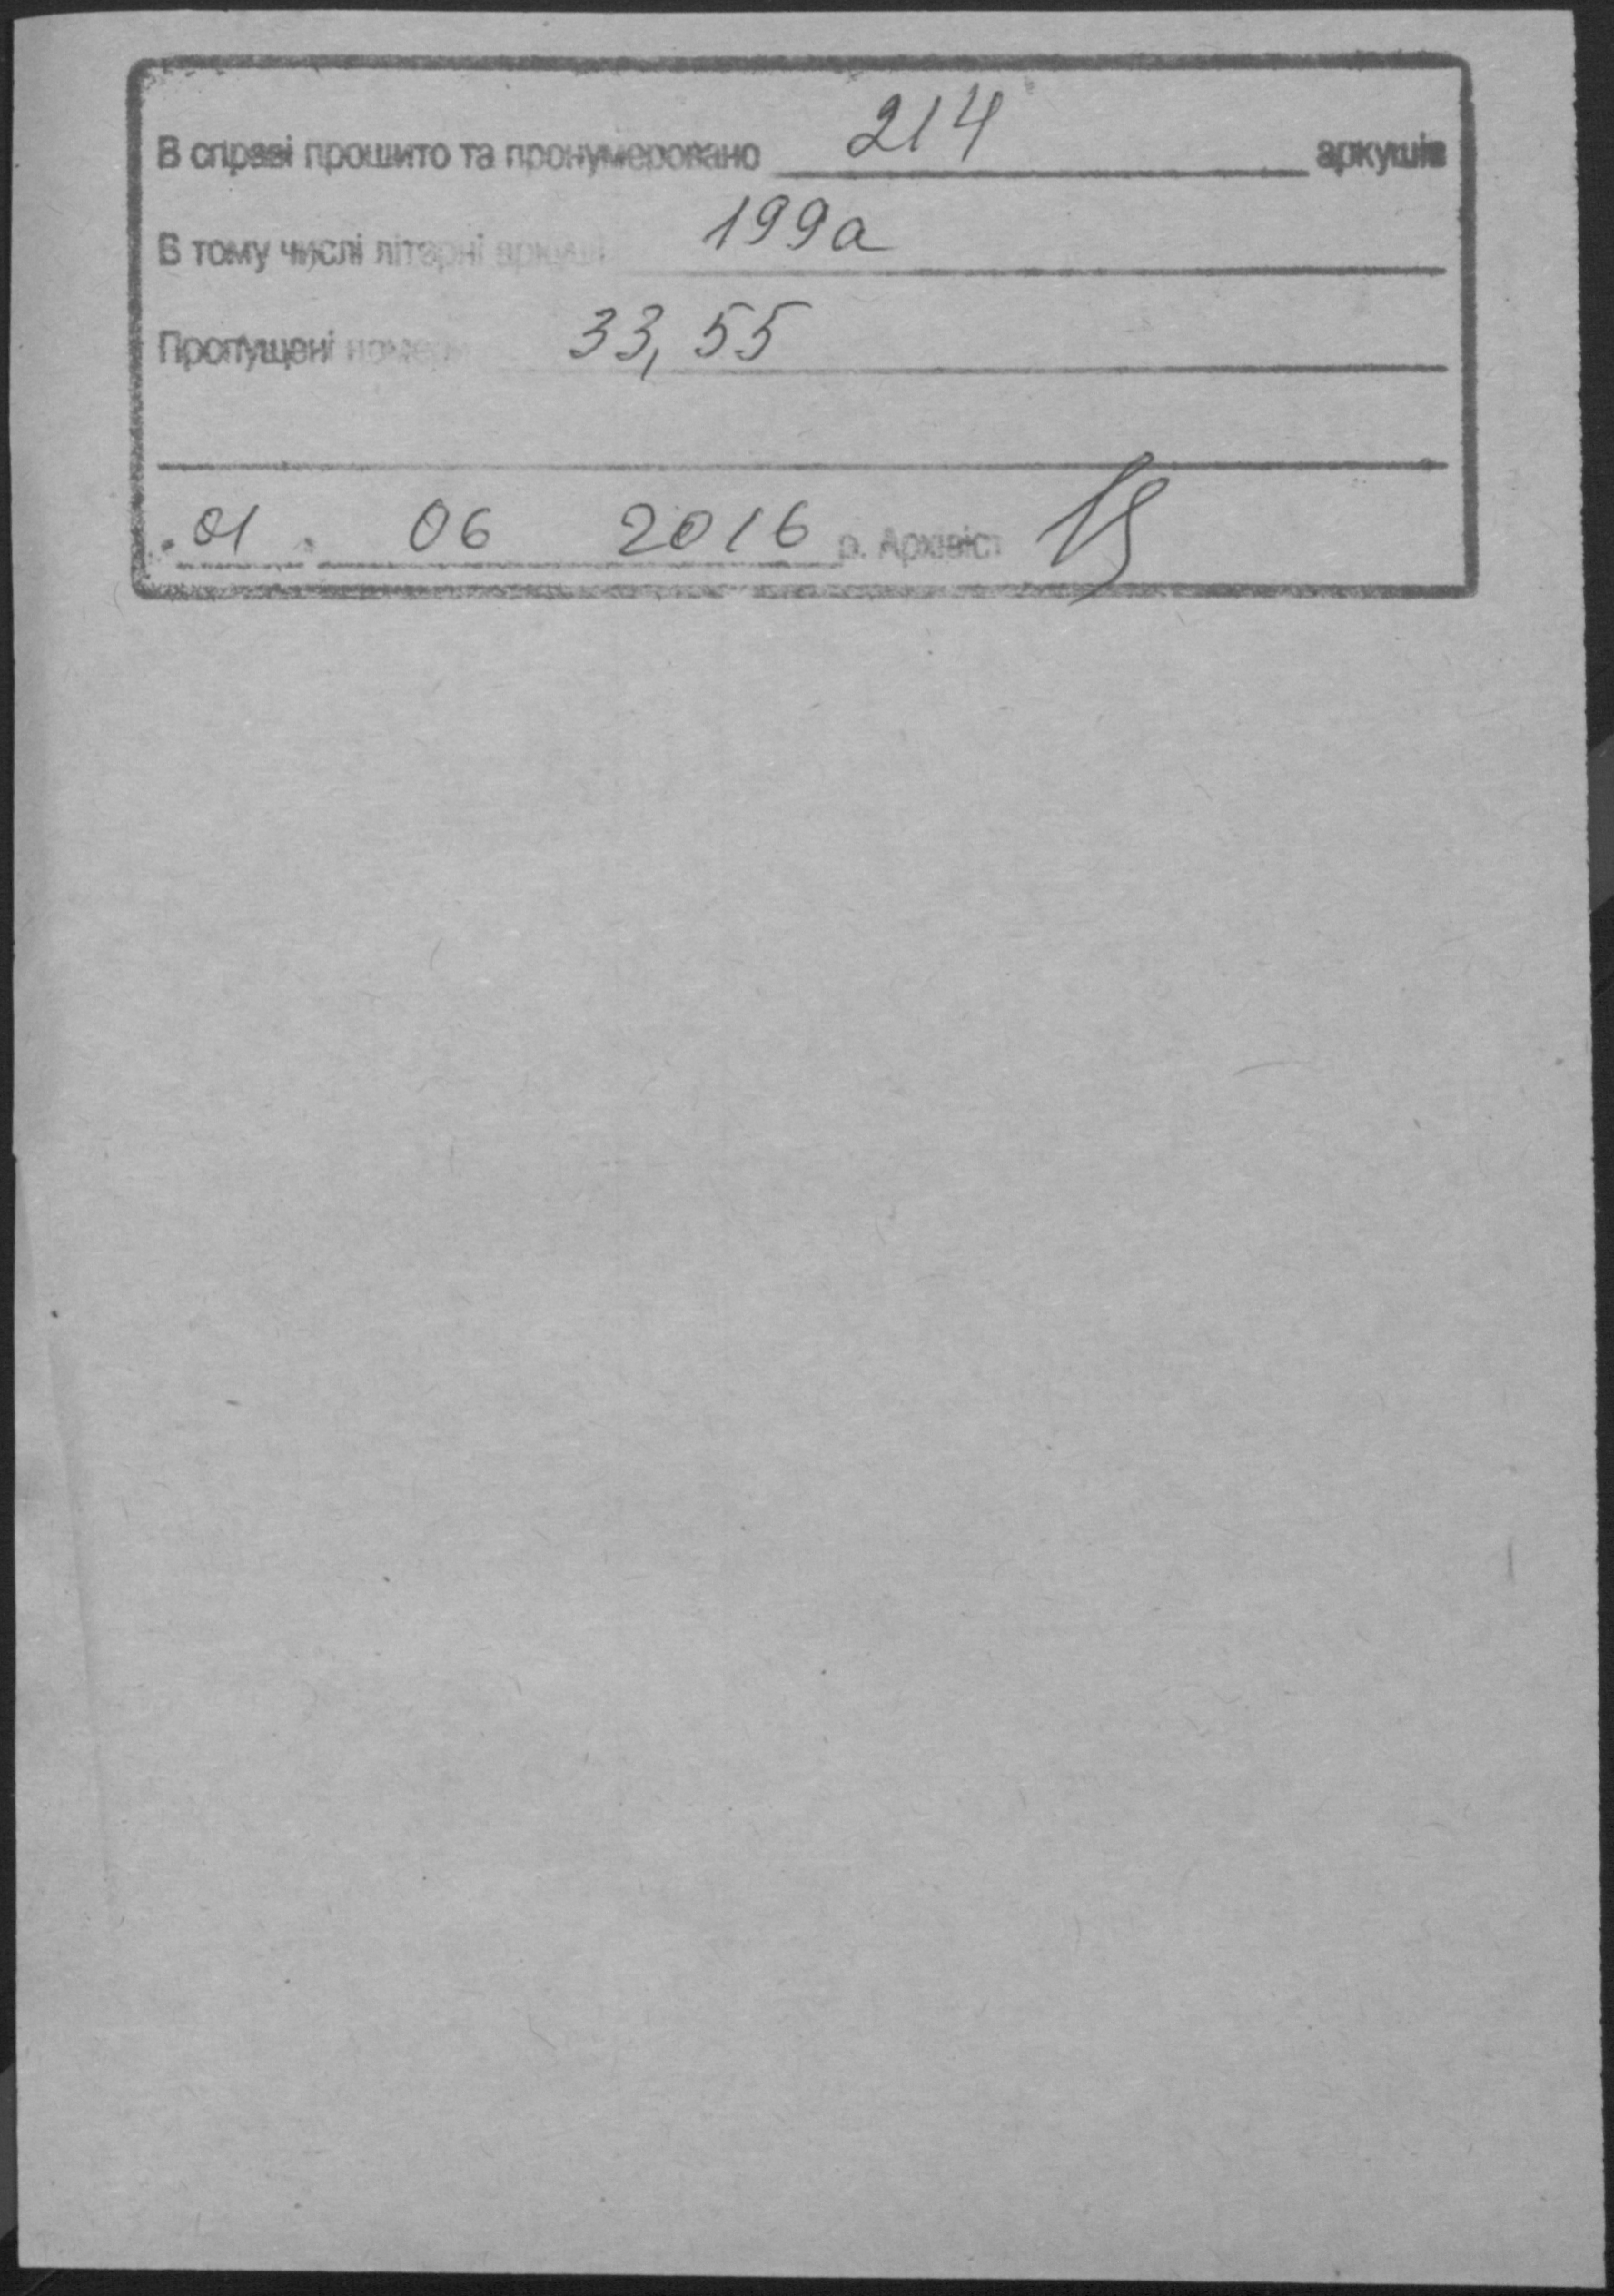 В справі прошито та пронумеровано 214 аркушів
В тому числі літерні аркуші 199а
Пропущені номери 33, 55
"01" 06 2016 р. Архівіст